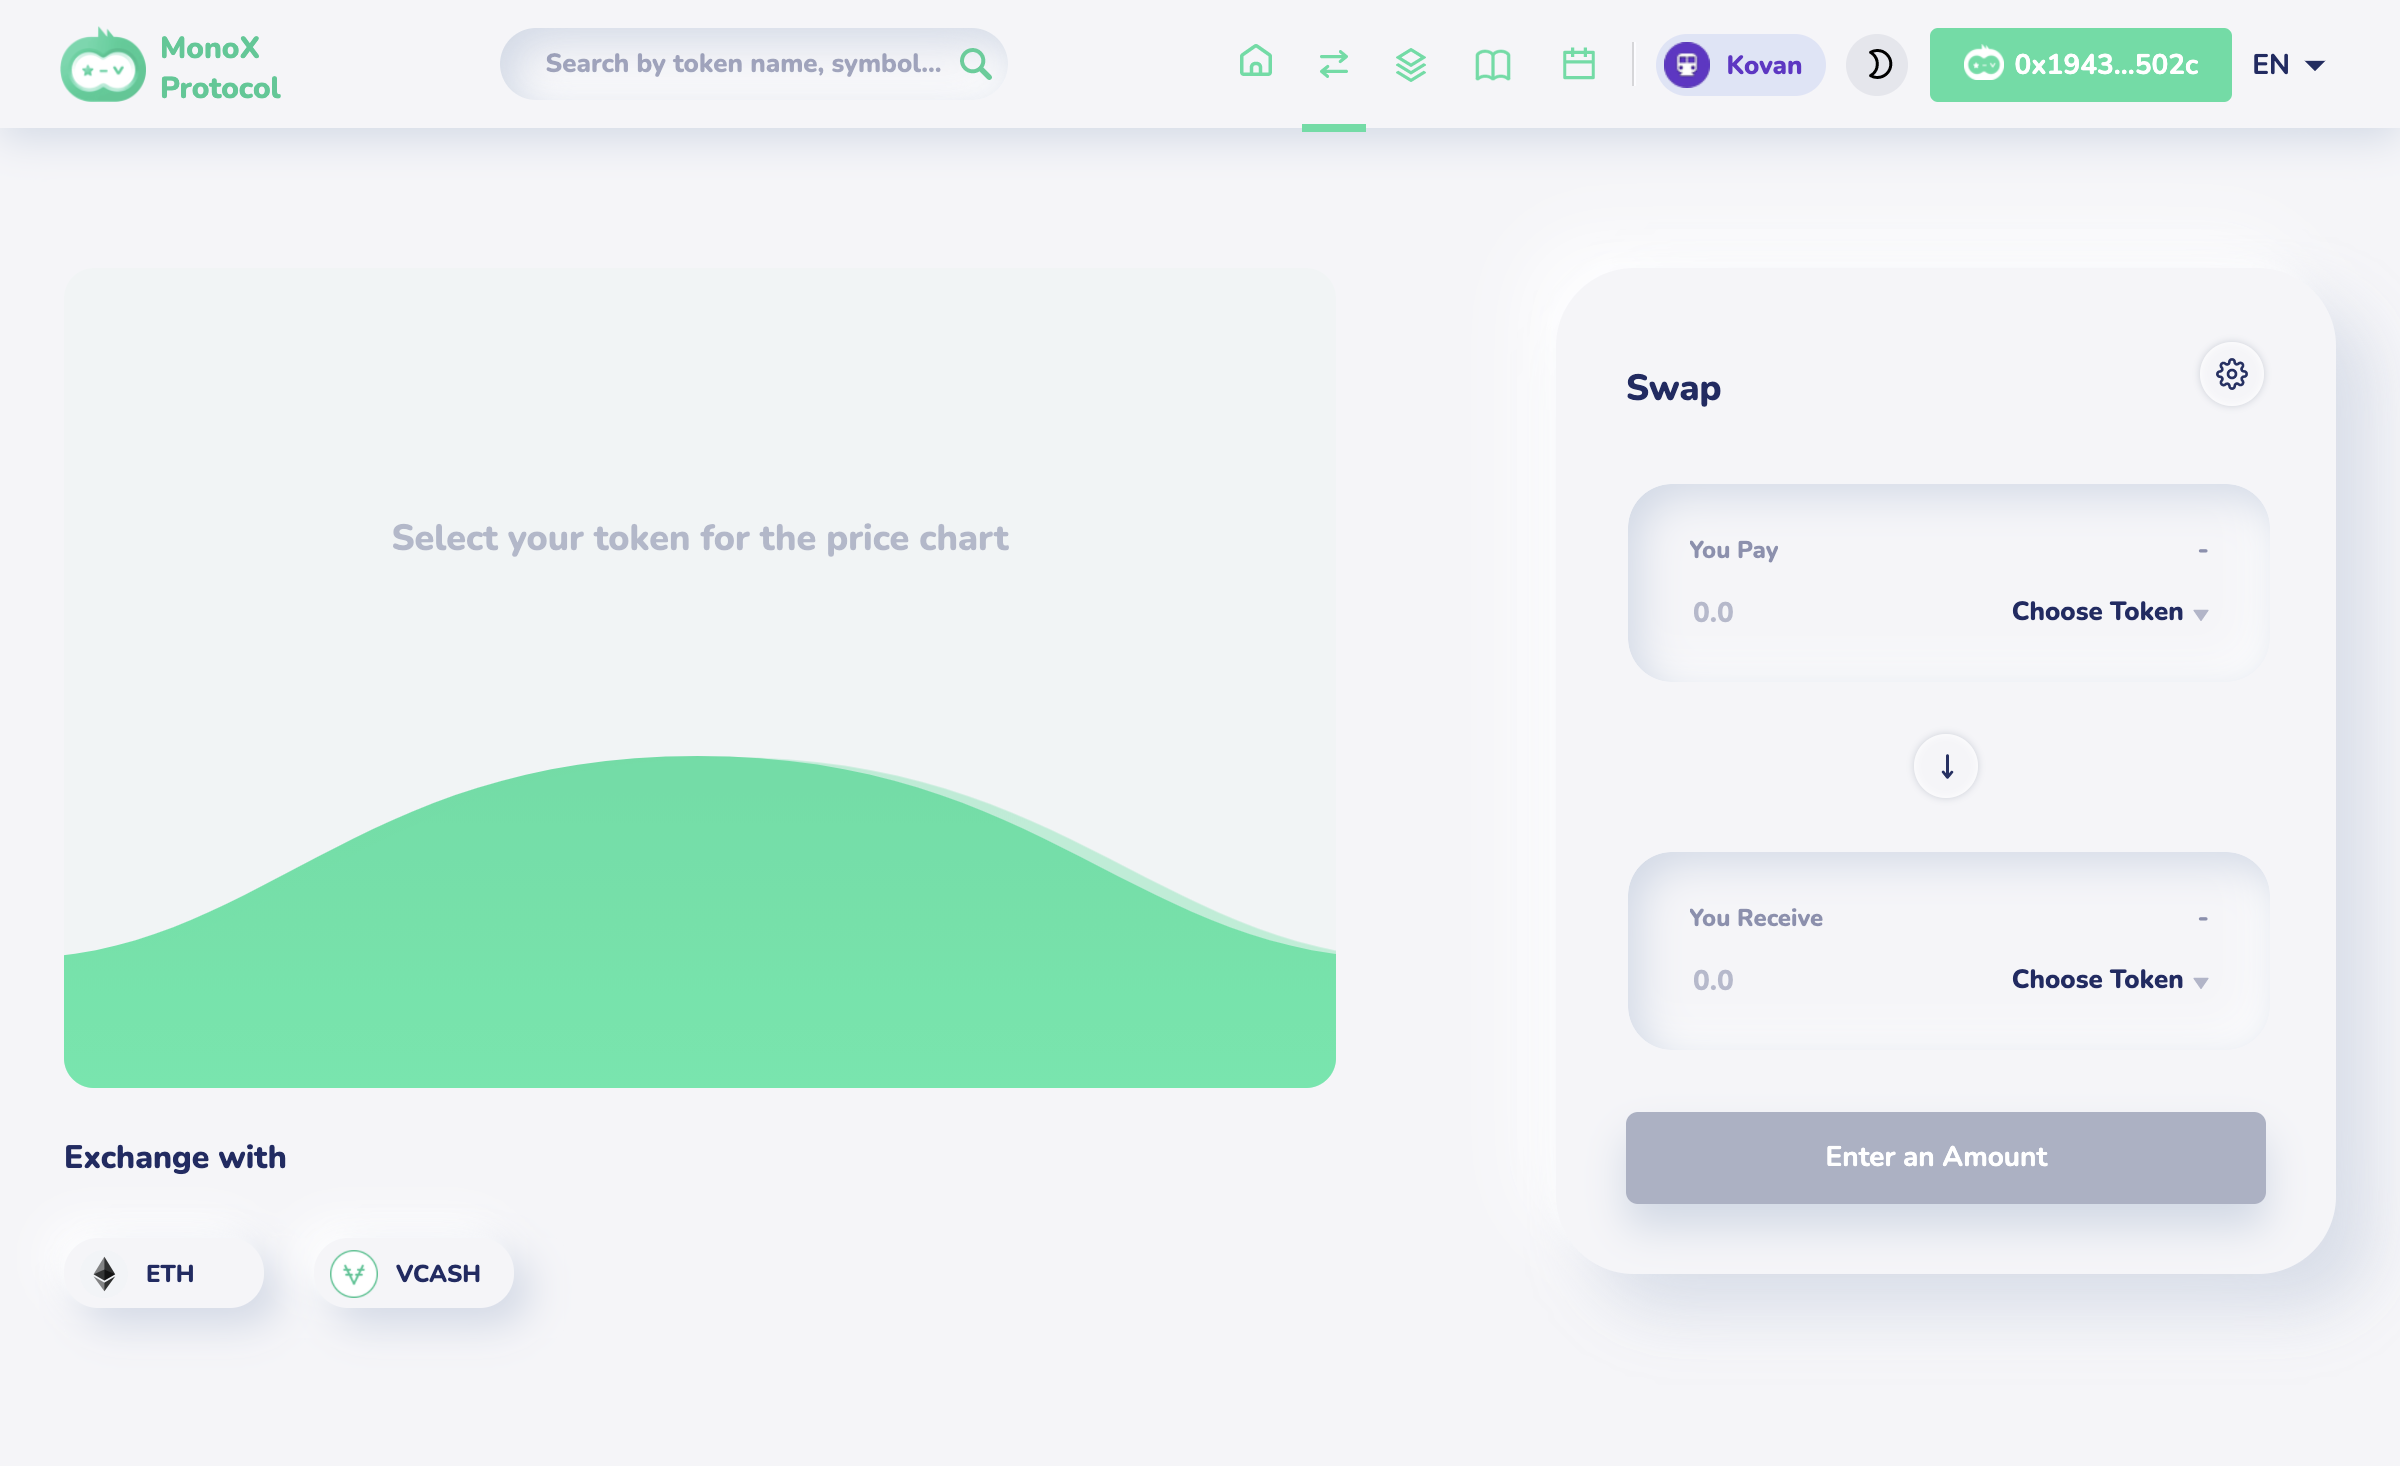 MonoX
Protocol
Search by token name, symbol...
Kovan
0x1943...502c
EN
Select your token for the price chart
Exchange with
ETH
VCASH
Swap
You Pay
-
0.0
Choose Token
You Receive
-
0.0
Choose Token
Enter an Amount